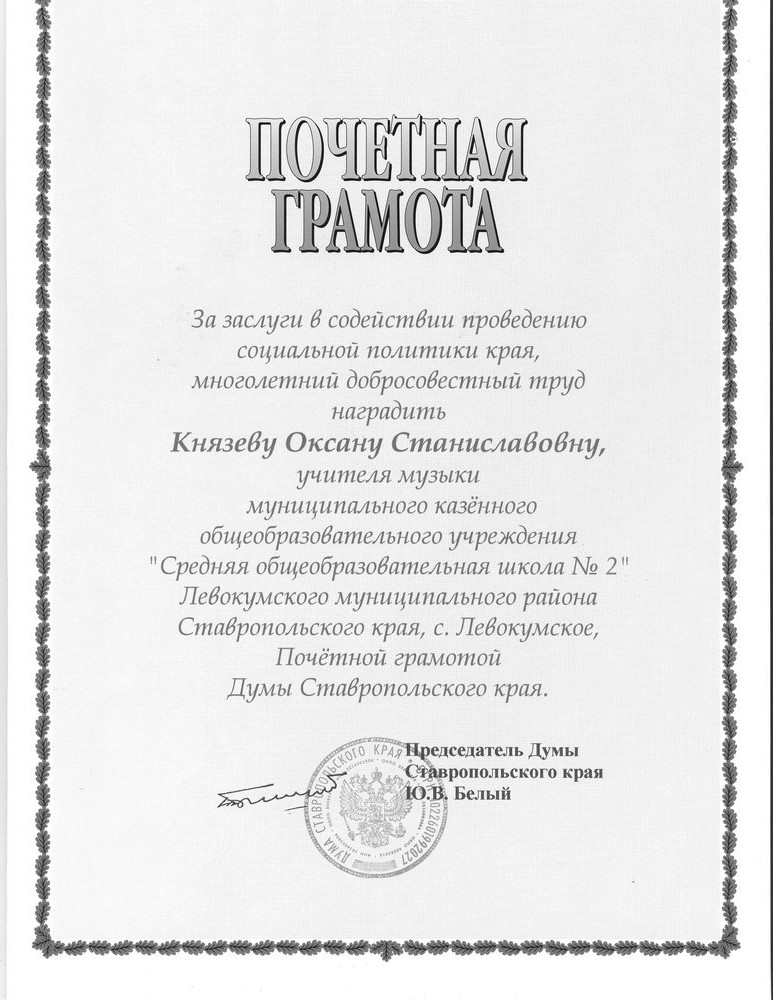 ПОЧЕТНАЯ
ГРАМОТА
За заслуги в содействии проведению
социальной политики края,
многолетний добросовестный труд
наградить
Князеву Оксану Станиславовну,
учителя музыки
муниципального казённого
общеобразовательного учреждения
"Средняя общеобразовательная школа № 2"
Левокумского муниципального района
Ставропольского края, с. Левокумское,
Почётной грамотой
Думы Ставропольского края.
Председатель Думы
Ставропольского края
Ю.В. Белый
ДУМА СТАВРОПОЛЬСКОГО КРАЯ